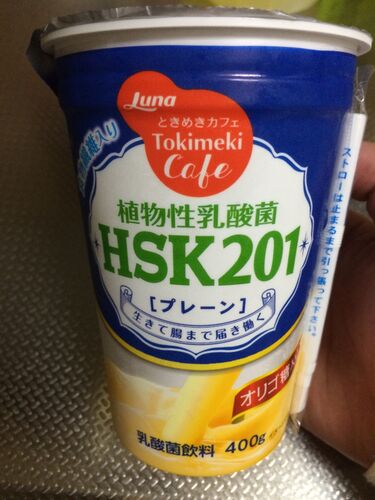 Luna
ときめきカフェ
Tokimeki
Cafe
入り
植物性乳酸菌
HSK201
[プレーン]
生きて腸まで届き働く
オリゴ糖入
乳酸菌飲料
400g
ストローは止まるまで引っ張って下さい。